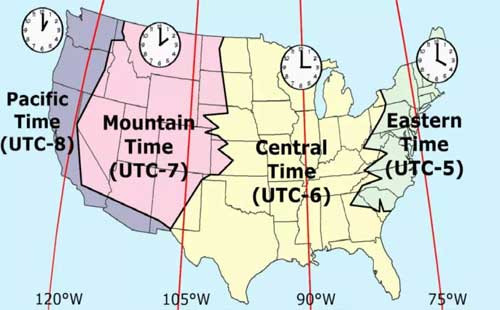 Pacific
Time
(UTC-8)
Mountain
Time
(UTC-7)
Central
Time
(UTC-6)
Eastern
Time
(UTC-5)
120°W
105°W
90°W
75°W